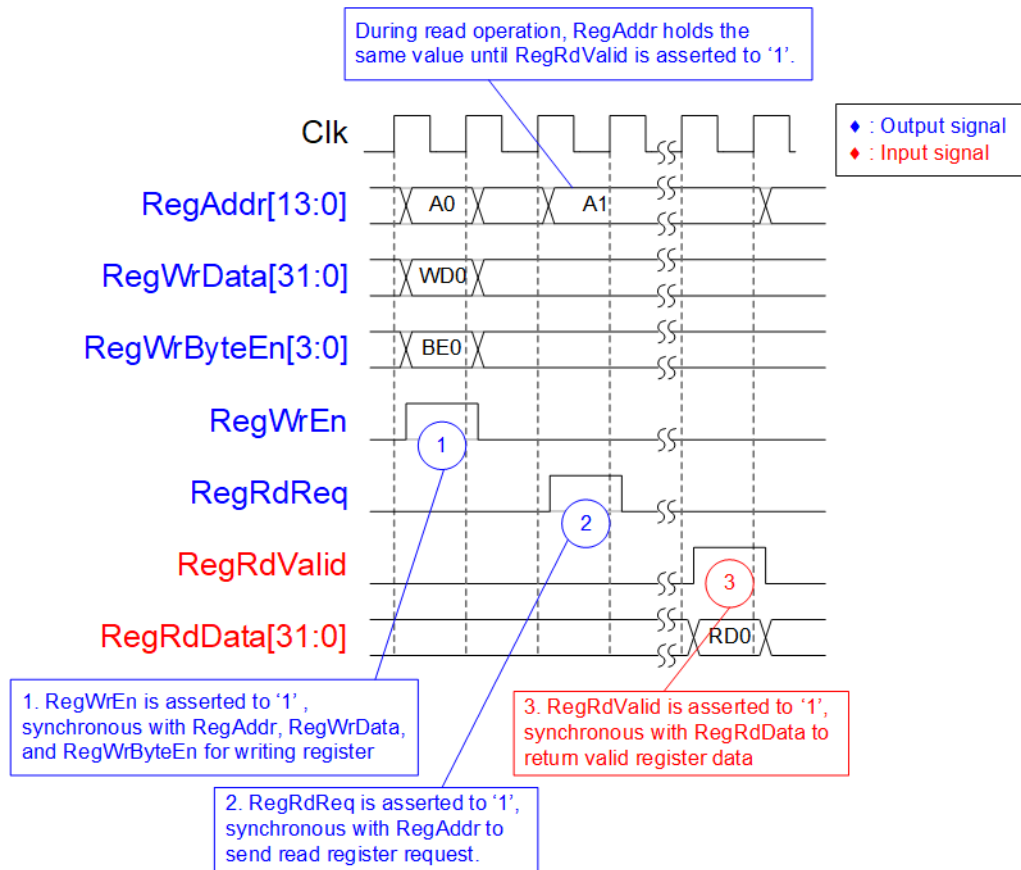 During read operation, RegAddr holds the
same value until RegRdValid is asserted to ‘1’.
Clk
♦ : Output signal
♦ : Input signal
RegAddr[13:0]
A0
A1
RegWrData[31:0]
WD0
RegWrByteEn[3:0]
BE0
RegWrEn
1
RegRdReq
2
RegRdValid
3
RegRdData[31:0]
RD0
1. RegWrEn is asserted to ‘1’ ,
synchronous with RegAddr, RegWrData,
and RegWrByteEn for writing register
3. RegRdValid is asserted to ‘1’,
synchronous with RegRdData to
return valid register data
2. RegRdReq is asserted to ‘1’,
synchronous with RegAddr to
send read register request.